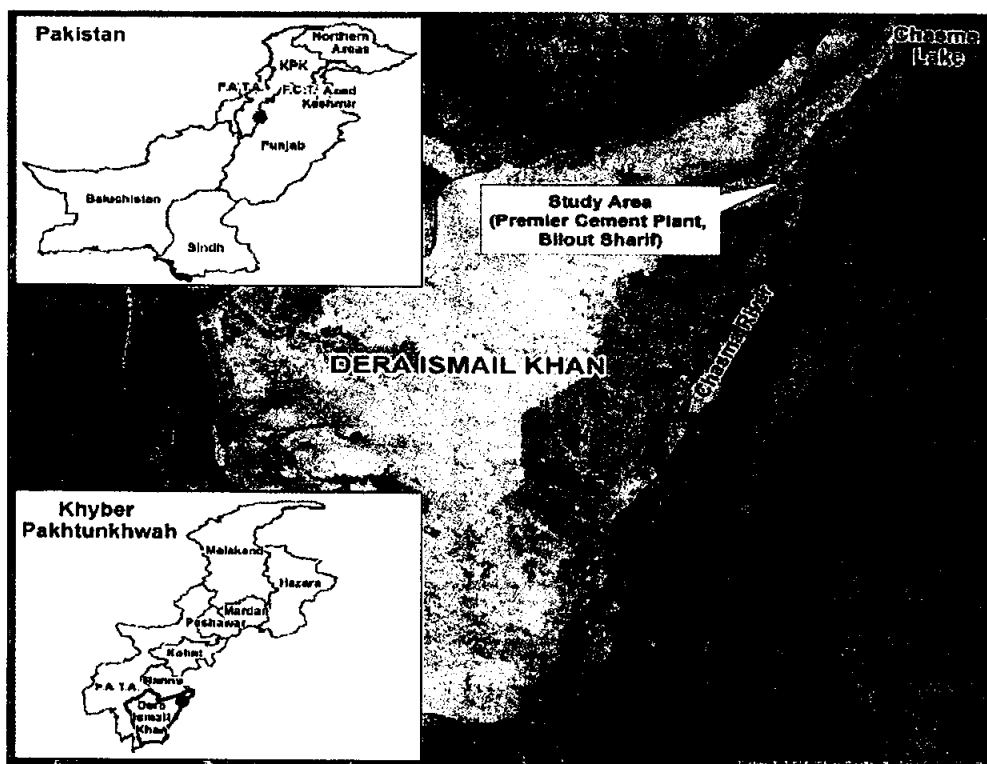 Pakistan
Northern
Areas
KPK
F.A.T.A.
F.C.T.
Azad
Kashmir
Punjab
Baluchistan
Sindh
Chasma
Lake
Study Area
(Premier Cement Plant,
Bilout Sharif)
DERA ISMAIL KHAN
Chasma River
Khyber
Pakhtunkhwah
Malakand
Hazara
Mardan
Peshawar
Kohat
Bannu
F.A.T.A.
Dera
Ismail
Khan